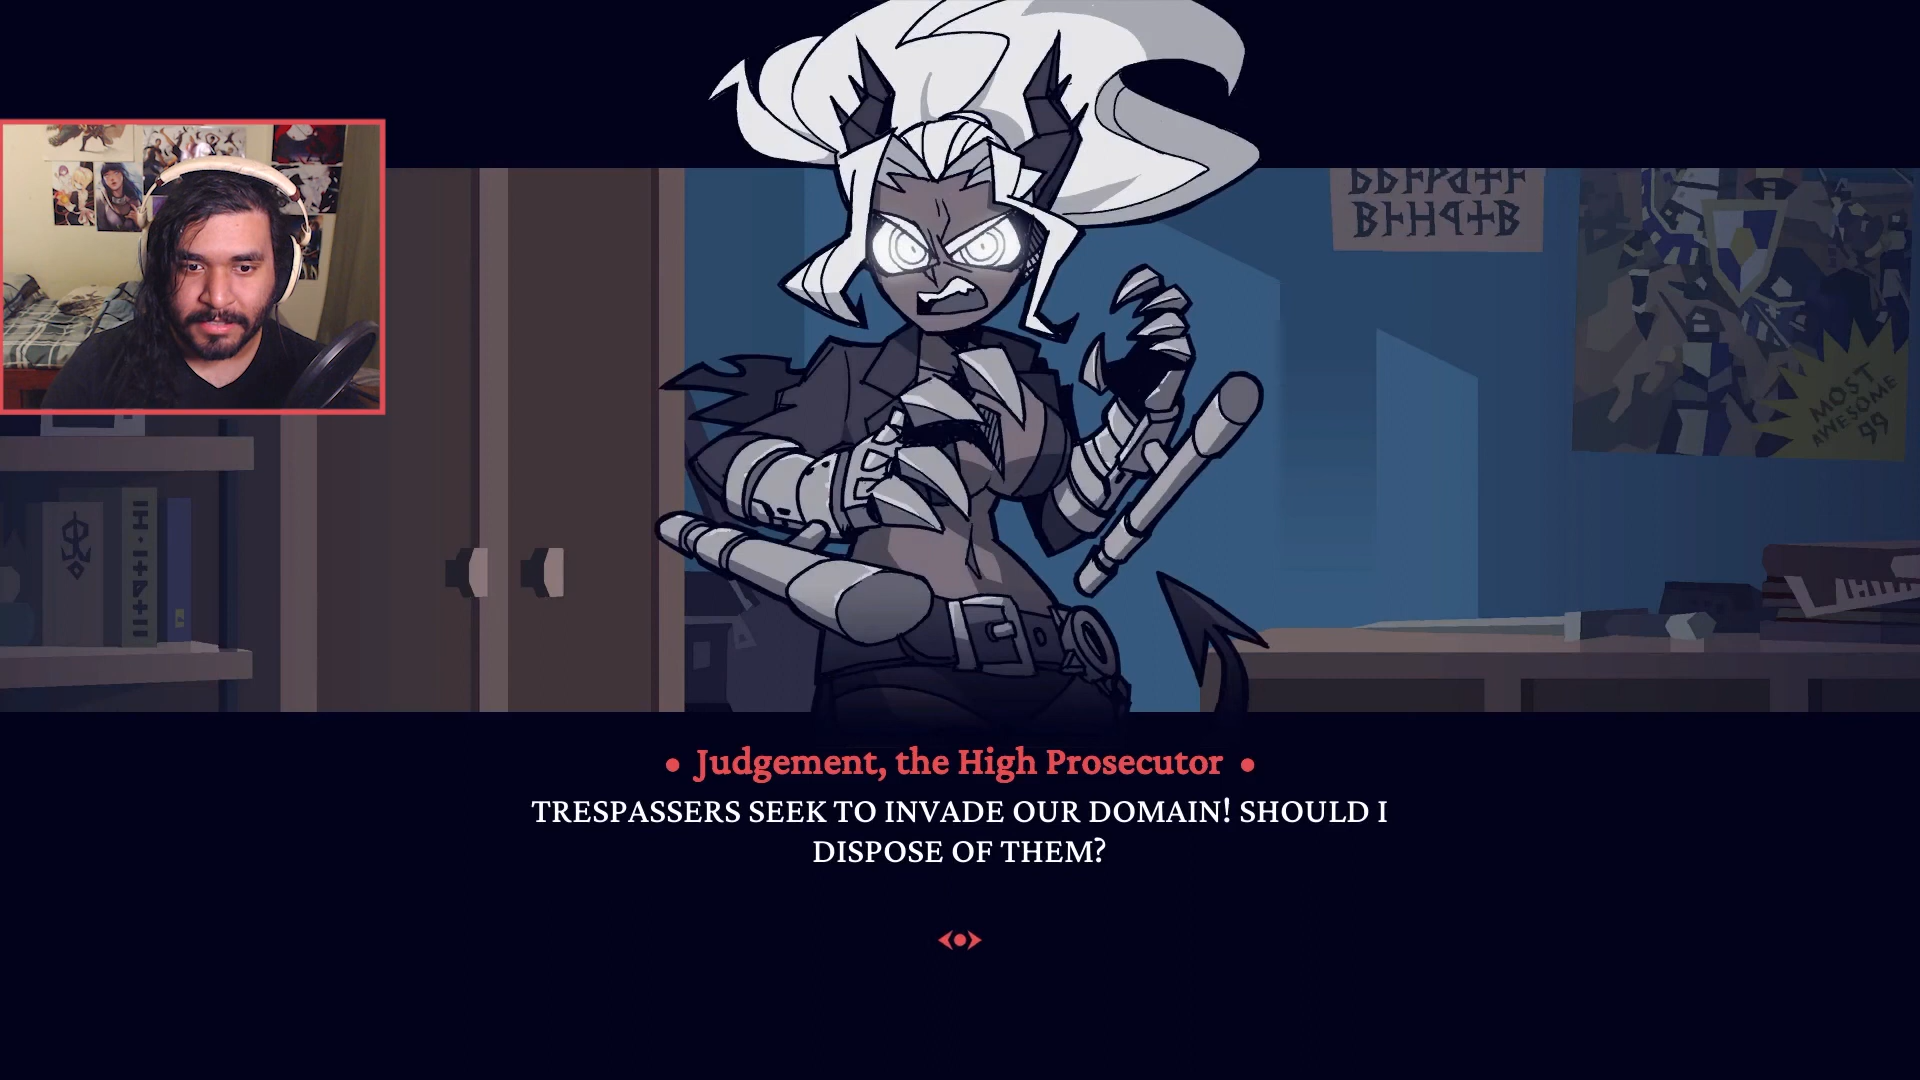 MOST
AWESOME
99
• Judgement, the High Prosecutor •
TRESPASSERS SEEK TO INVADE OUR DOMAIN! SHOULD I
DISPOSE OF THEM?